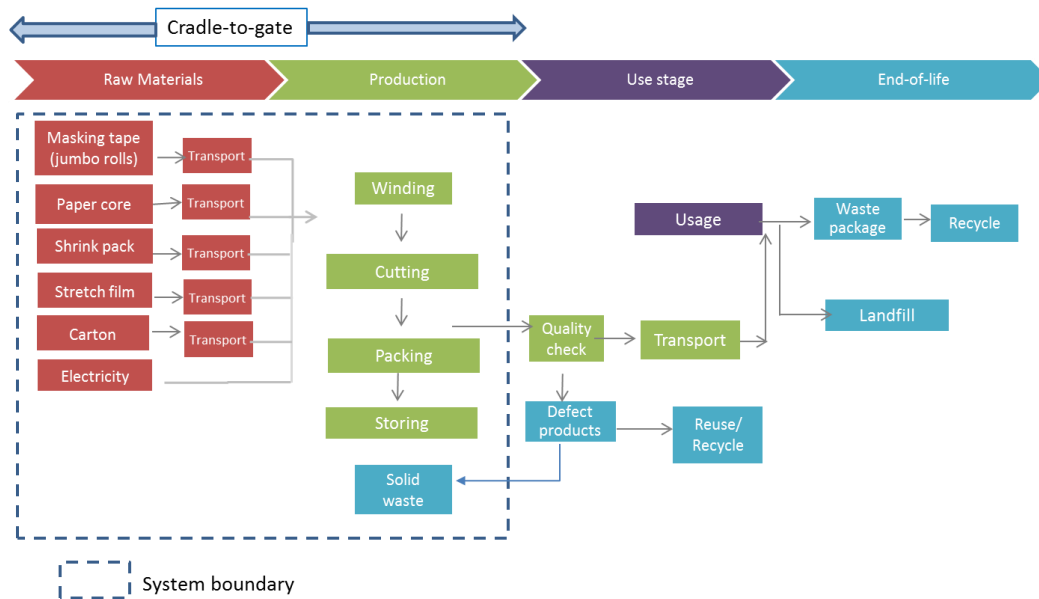 Cradle-to-gate
Raw Materials
Production
Use stage
End-of-life
Masking tape
(jumbo rolls)
Transport
Paper core
Transport
Shrink pack
Transport
Stretch film
Transport
Carton
Transport
Electricity
Winding
Cutting
Packing
Storing
Solid
waste
Quality
check
Transport
Defect
products
Reuse/
Recycle
Usage
Waste
package
Recycle
Landfill
System boundary